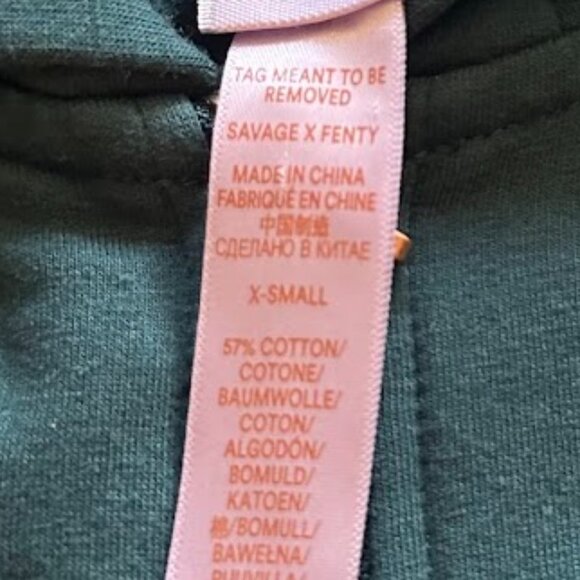 TAG MEANT TO BE
REMOVED
SAVAGE X FENTY
MADE IN CHINA
FABRIQUÉ EN CHINE
中国制造
СДЕЛАНО В КИТАЕ
X-SMALL
57% COTTON/
COTONE/
BAUMWOLLE/
COTON/
ALGODÓN/
BOMULD/
KATOEN/
棉/BOMULL/
BAWEŁNA/
PUUVILLA/